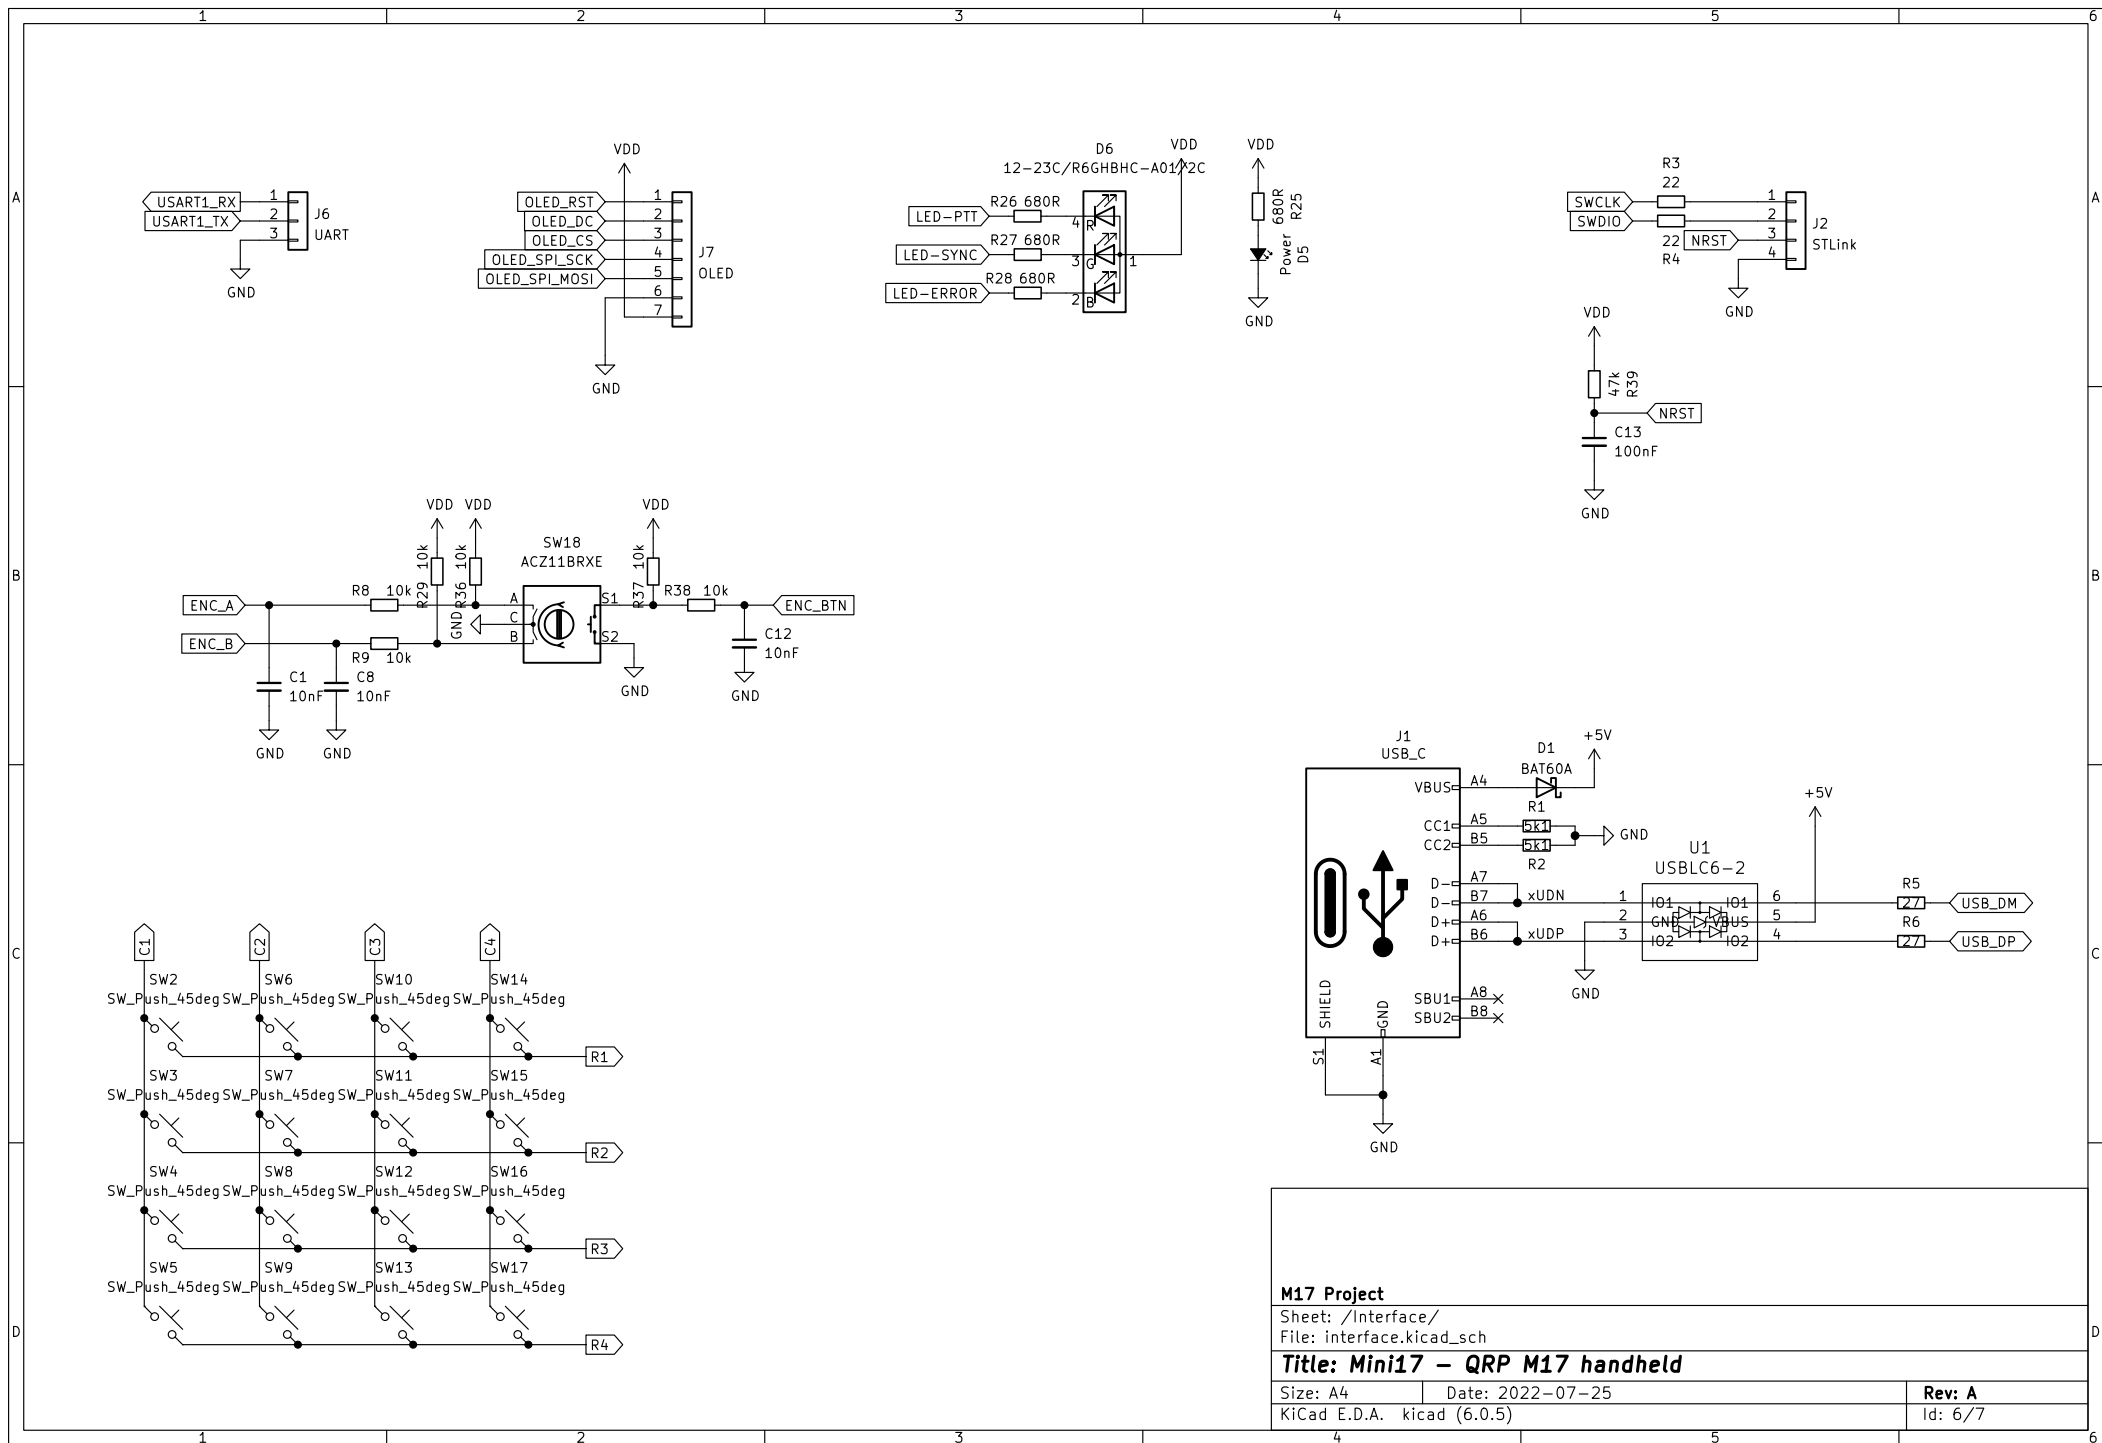 1 2 3 4 5 6
A
B
C
D
A
B
C
D
1 2 3 4 5 6
USART1_RX 1
USART1_TX 2
3
J6
UART
GND
VDD
OLED_RST 1
OLED_DC 2
OLED_CS 3
OLED_SPI_SCK 4
OLED_SPI_MOSI 5
6
7
J7
OLED
GND
D6
12-23C/R6GHBHC-A01/2C
VDD
LED-PTT R26 680R 4 R
LED-SYNC R27 680R 3 G 1
LED-ERROR R28 680R 2 B
VDD
680R
R25
Power
D5
GND
R3
22
SWCLK 1
SWDIO 2
22 NRST 3
R4 4
J2
STLink
GND
VDD
47k
R39
NRST
C13
100nF
GND
VDD VDD
R29 10k
R36 10k
SW18
ACZ11BRXE
VDD
R37 10k
ENC_A R8 10k A S1 R38 10k ENC_BTN
GND C
ENC_B R9 10k B S2
C1
10nF
C8
10nF
GND
GND
GND
C12
10nF
GND
J1
USB_C
VBUS A4
CC1 A5
CC2 B5
D- A7
D- B7
D+ A6
D+ B6
SBU1 A8
SBU2 B8
SHIELD
GND
S1
A1
GND
D1
BAT60A
+5V
R1
5k1
5k1
R2
GND
xUDN
xUDP
+5V
U1
USBLC6-2
1 IO1 IO1 6
2 GND VBUS 5
3 IO2 IO2 4
GND
R5
27
USB_DM
R6
27
USB_DP
C1 C2 C3 C4
SW2 SW6 SW10 SW14
SW_Push_45deg SW_Push_45deg SW_Push_45deg SW_Push_45deg
R1
SW3 SW7 SW11 SW15
SW_Push_45deg SW_Push_45deg SW_Push_45deg SW_Push_45deg
R2
SW4 SW8 SW12 SW16
SW_Push_45deg SW_Push_45deg SW_Push_45deg SW_Push_45deg
R3
SW5 SW9 SW13 SW17
SW_Push_45deg SW_Push_45deg SW_Push_45deg SW_Push_45deg
R4
M17 Project
Sheet: /Interface/
File: interface.kicad_sch
Title: Mini17 – QRP M17 handheld
Size: A4 Date: 2022-07-25 Rev: A
KiCad E.D.A. kicad (6.0.5) Id: 6/7